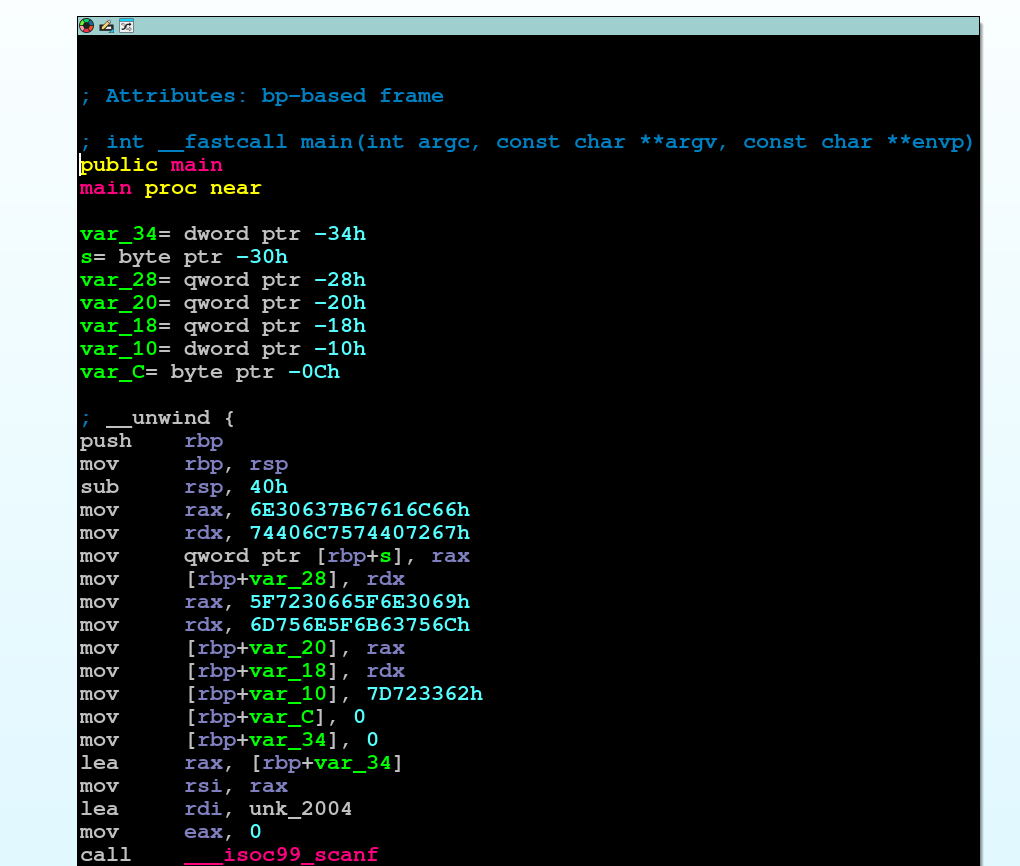 ; Attributes: bp-based frame
; int __fastcall main(int argc, const char **argv, const char **envp)
public main
main proc near
var_34= dword ptr -34h
s= byte ptr -30h
var_28= qword ptr -28h
var_20= qword ptr -20h
var_18= qword ptr -18h
var_10= dword ptr -10h
var_C= byte ptr -0Ch
; __unwind {
push rbp
mov rbp, rsp
sub rsp, 40h
mov rax, 6E30637B67616C66h
mov rdx, 74406C7574407267h
mov qword ptr [rbp+s], rax
mov [rbp+var_28], rdx
mov rax, 5F7230665F6E3069h
mov rdx, 6D756E5F6B63756Ch
mov [rbp+var_20], rax
mov [rbp+var_18], rdx
mov [rbp+var_10], 7D723362h
mov [rbp+var_C], 0
mov [rbp+var_34], 0
lea rax, [rbp+var_34]
mov rsi, rax
lea rdi, unk_2004
mov eax, 0
call ___isoc99_scanf